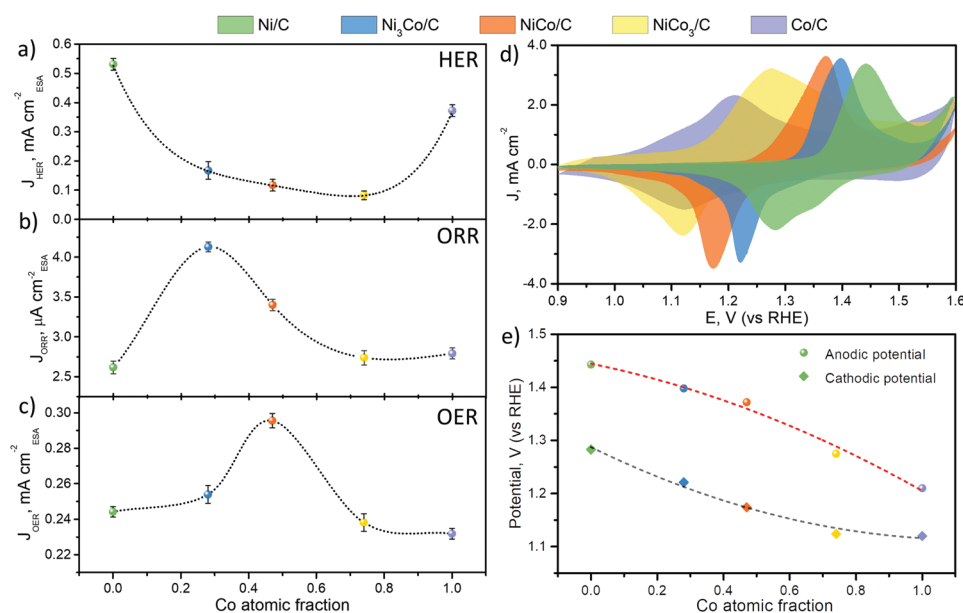 Ni/C Ni₃Co/C NiCo/C NiCo₃/C Co/C
a) HER
J_HER, mA cm⁻²_ESA
0.6
0.5
0.4
0.3
0.2
0.1
0.0
b) ORR
J_ORR, μA cm⁻²_ESA
4.0
3.5
3.0
2.5
c) OER
J_OER, mA cm⁻²_ESA
0.30
0.28
0.26
0.24
0.22
0.0 0.2 0.4 0.6 0.8 1.0
Co atomic fraction
d)
J, mA cm⁻²
4.0
2.0
0.0
-2.0
-4.0
0.9 1.0 1.1 1.2 1.3 1.4 1.5 1.6
E, V (vs RHE)
e)
Anodic potential
Cathodic potential
Potential, V (vs RHE)
1.5
1.4
1.3
1.2
1.1
0.0 0.2 0.4 0.6 0.8 1.0
Co atomic fraction